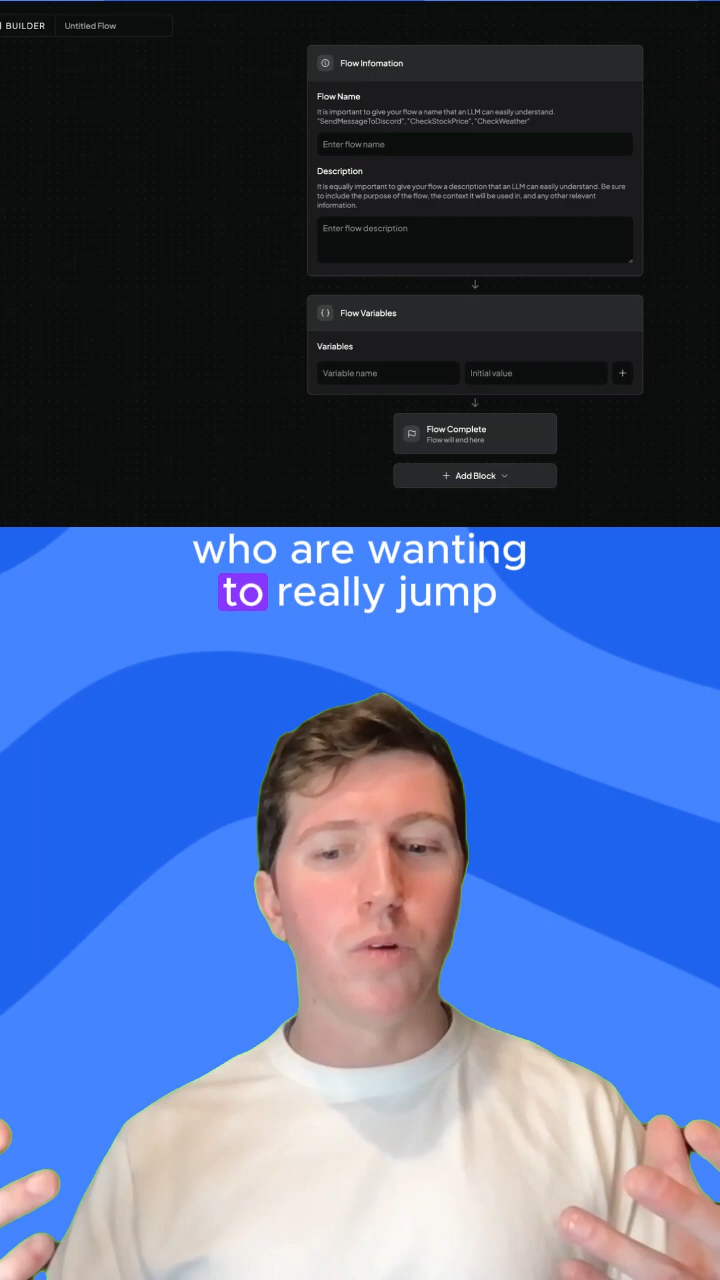 BUILDER
Untitled Flow
Flow Infomation
Flow Name
It is important to give your flow a name that an LLM can easily understand.
"SendMessageToDiscord", "CheckStockPrice", "CheckWeather"
Enter flow name
Description
It is equally important to give your flow a description that an LLM can easily understand. Be sure
to include the purpose of the flow, the context it will be used in, and any other relevant
information.
Enter flow description
Flow Variables
Variables
Variable name
Initial value
Flow Complete
Flow will end here
Add Block
who are wanting
to really jump